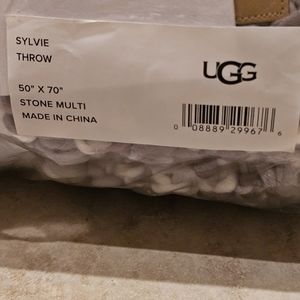 SYLVIE
THROW
UGG
50" X 70"
STONE MULTI
MADE IN CHINA
0 08889 29967 6